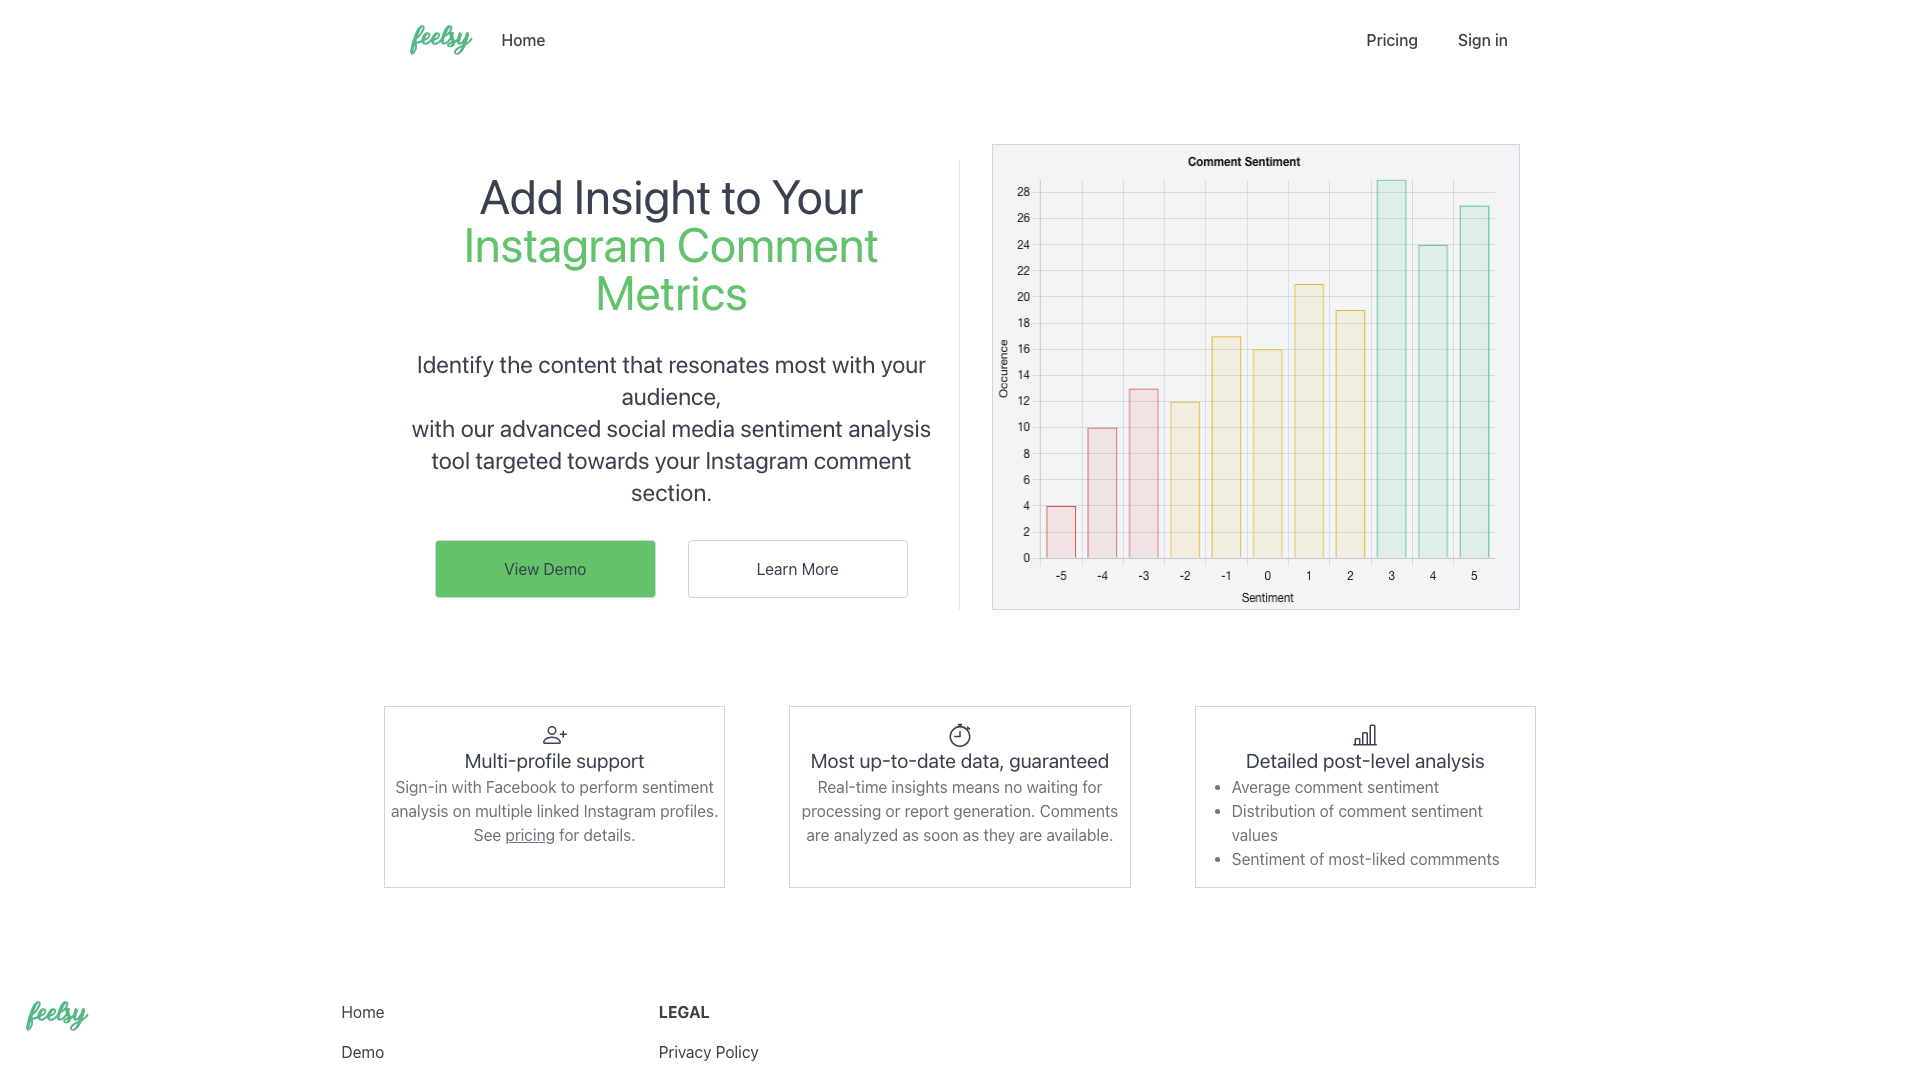 feelsy
Home
Pricing
Sign in
Add Insight to Your
Instagram Comment
Metrics
Identify the content that resonates most with your
audience,
with our advanced social media sentiment analysis
tool targeted towards your Instagram comment
section.
View Demo
Learn More
Comment Sentiment
28
26
24
22
20
18
16
14
12
10
8
6
4
2
0
Occurence
-5 -4 -3 -2 -1 0 1 2 3 4 5
Sentiment
Multi-profile support
Sign-in with Facebook to perform sentiment
analysis on multiple linked Instagram profiles.
See pricing for details.
Most up-to-date data, guaranteed
Real-time insights means no waiting for
processing or report generation. Comments
are analyzed as soon as they are available.
Detailed post-level analysis
• Average comment sentiment
• Distribution of comment sentiment
values
• Sentiment of most-liked commments
feelsy
Home
Demo
LEGAL
Privacy Policy